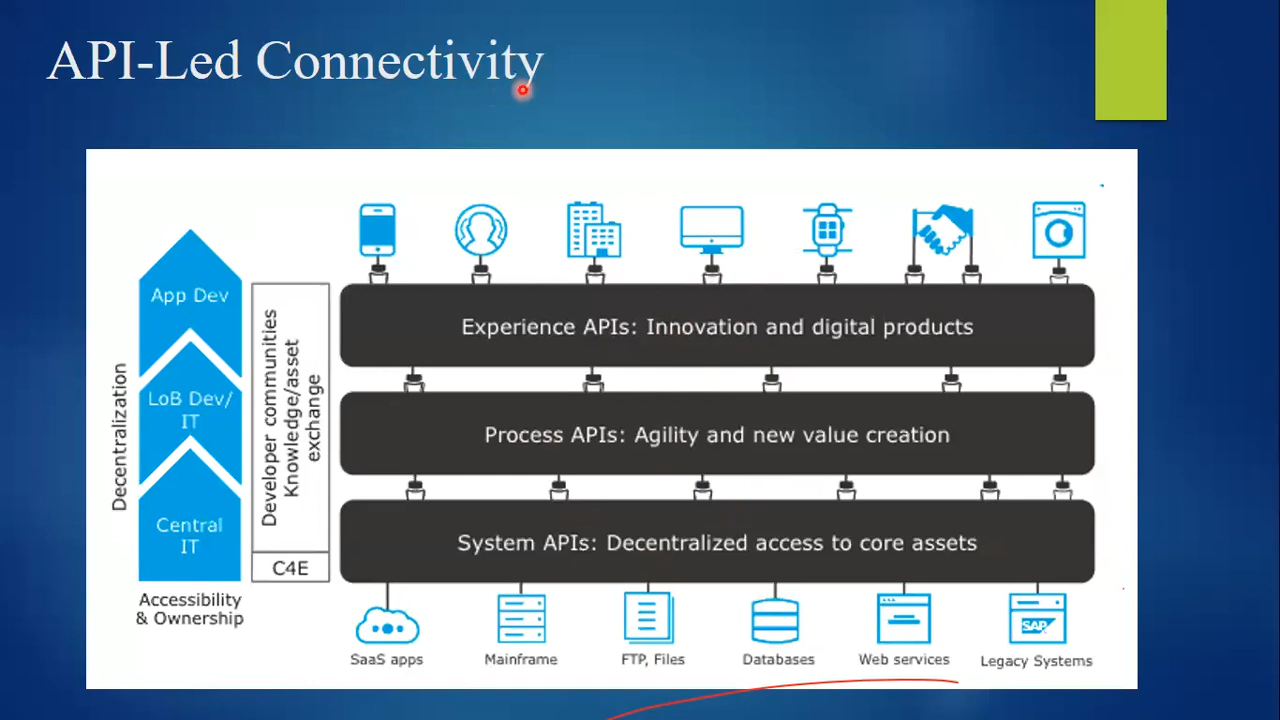 API-Led Connectivity
App Dev
LoB Dev/
IT
Central
IT
Decentralization
Accessibility
& Ownership
Developer communities
Knowledge/asset
exchange
C4E
Experience APIs: Innovation and digital products
Process APIs: Agility and new value creation
System APIs: Decentralized access to core assets
SAP
SaaS apps
Mainframe
FTP, Files
Databases
Web services
Legacy Systems